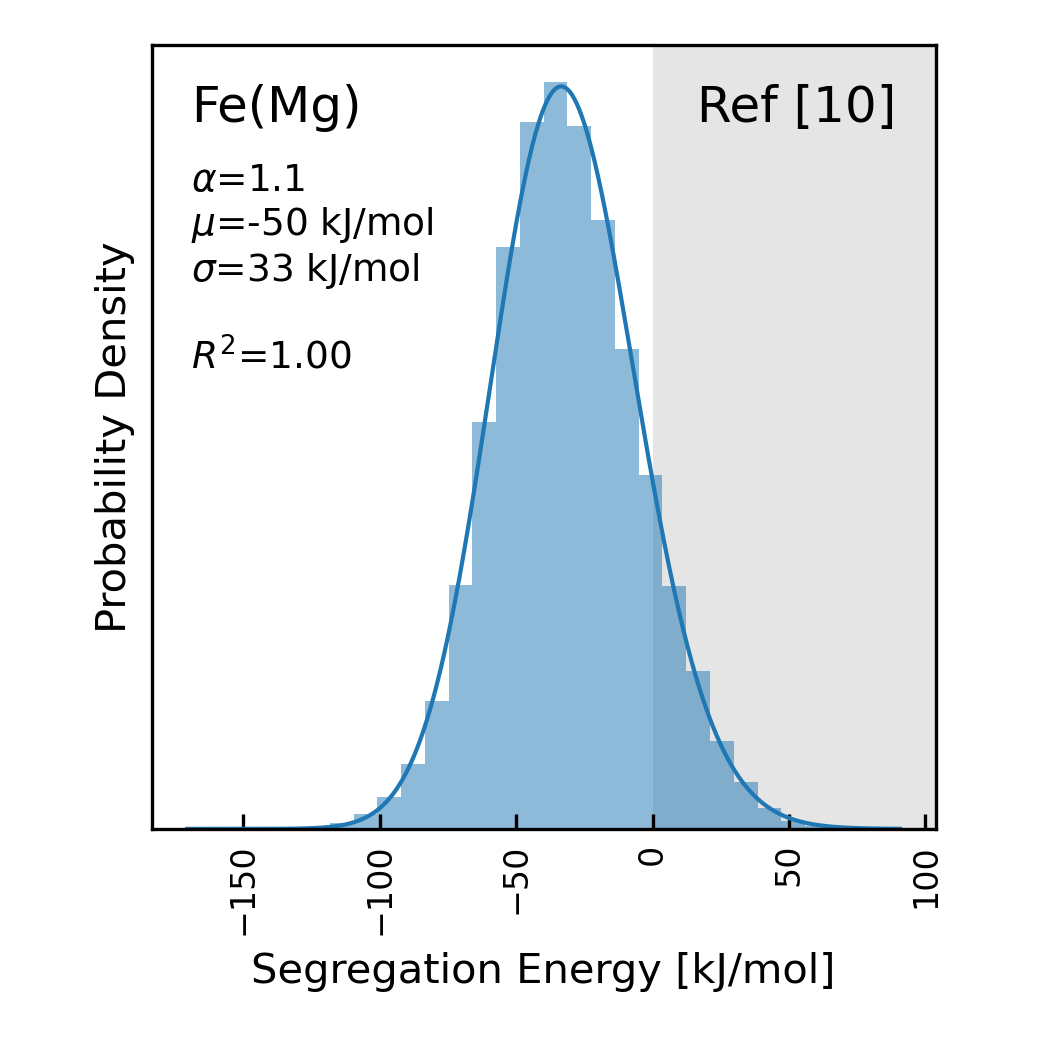 Fe(Mg)
Ref [10]
α=1.1
μ=-50 kJ/mol
σ=33 kJ/mol
R²=1.00
Probability Density
−150
−100
−50
0
50
100
Segregation Energy [kJ/mol]